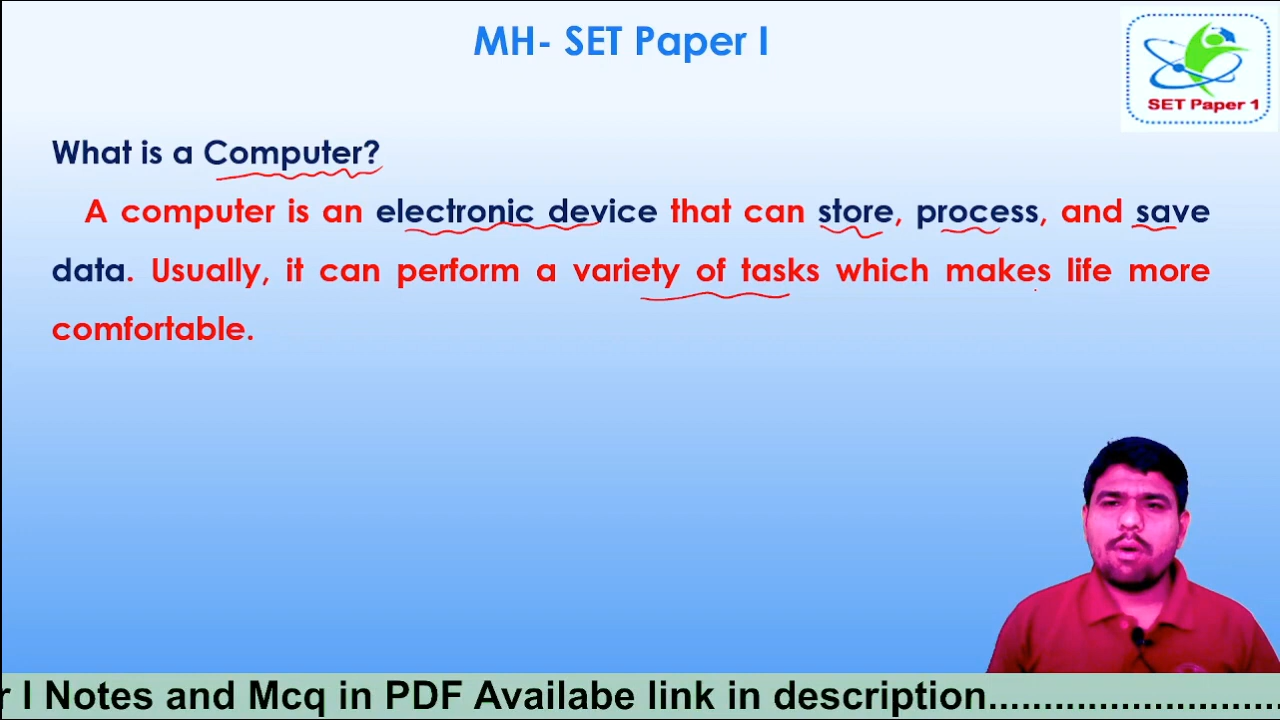 MH- SET Paper I
SET Paper 1
What is a Computer?
A computer is an electronic device that can store, process, and save
data. Usually, it can perform a variety of tasks which makes life more
comfortable.
r I Notes and Mcq in PDF Availabe link in description...........................